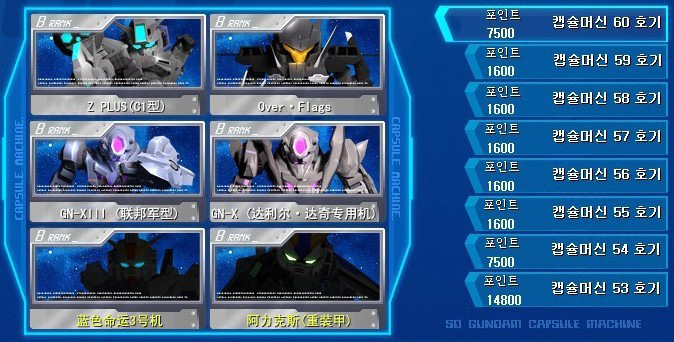 B RANK
B RANK
Z PLUS(C1型)
Over·Flags
B RANK
B RANK
GN-XIII (联邦军型)
GN-X (达利尔·达奇专用机)
B RANK
B RANK
蓝色命运3号机
阿力克斯(重装甲)
CAPSULE MACHINE
CAPSULE MACHINE
포인트
7500
캡슐머신 60 호기
포인트
1600
캡슐머신 59 호기
포인트
1600
캡슐머신 58 호기
포인트
1600
캡슐머신 57 호기
포인트
1600
캡슐머신 56 호기
포인트
1600
캡슐머신 55 호기
포인트
7500
캡슐머신 54 호기
포인트
14800
캡슐머신 53 호기
SD GUNDAM CAPSULE MACHINE